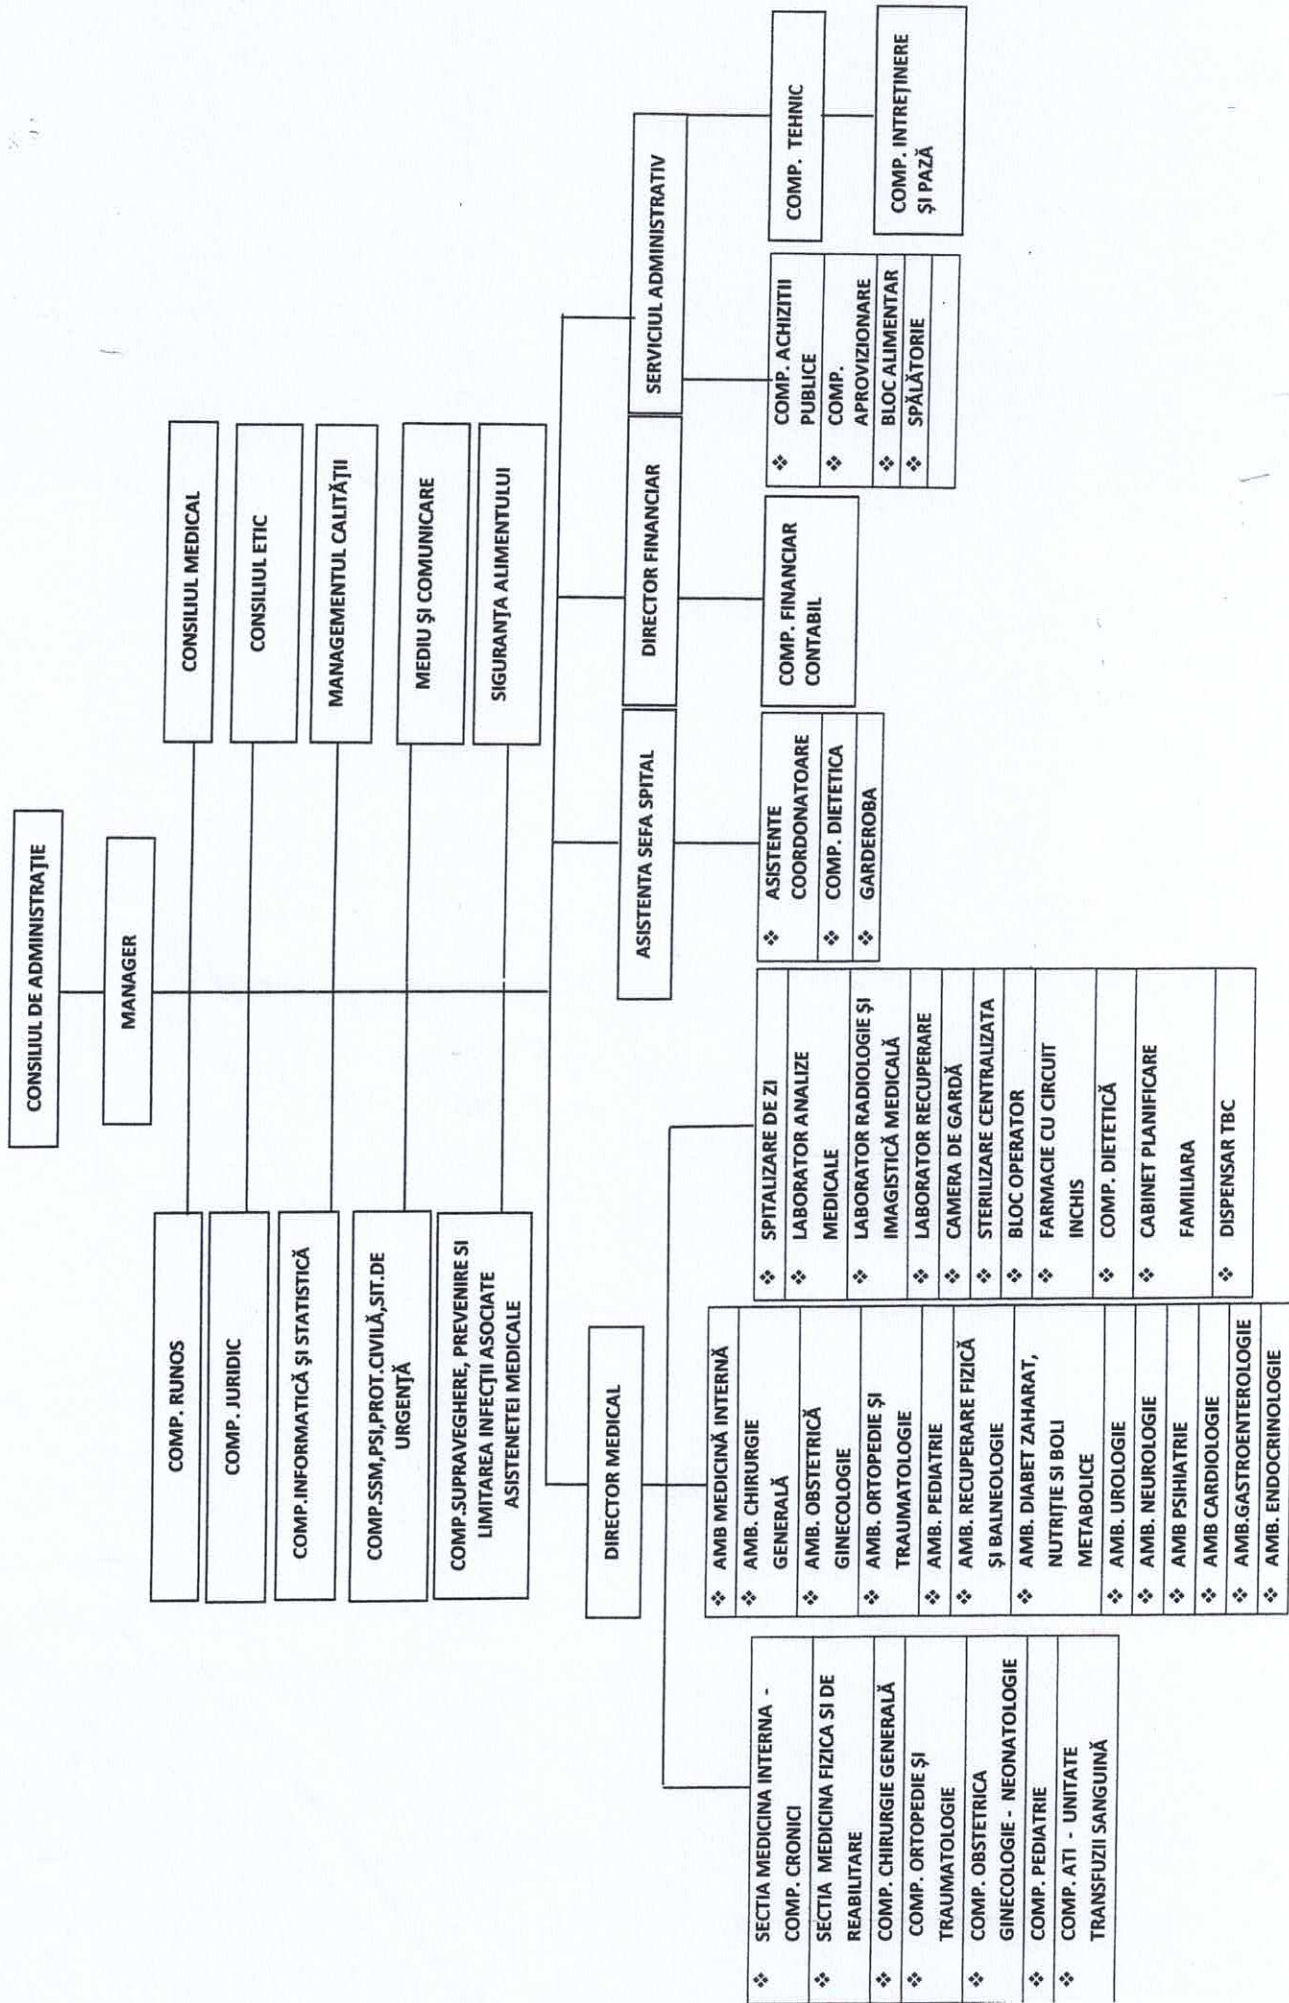 CONSILIUL DE ADMINISTRAȚIE
MANAGER
COMP. RUNOS
CONSILIUL MEDICAL
COMP. JURIDIC
CONSILIUL ETIC
COMP.INFORMATICĂ ȘI STATISTICĂ
MANAGEMENTUL CALITĂȚII
COMP.SSM,PSI,PROT.CIVILĂ,SIT.DE
URGENȚĂ
MEDIU ȘI COMUNICARE
COMP.SUPRAVEGHERE, PREVENIRE SI
LIMITAREA INFECȚII ASOCIATE
ASISTENETEI MEDICALE
SIGURANȚA ALIMENTULUI
DIRECTOR MEDICAL
ASISTENTA SEFA SPITAL
DIRECTOR FINANCIAR
SERVICIUL ADMINISTRATIV
❖ SECTIA MEDICINA INTERNA -
COMP. CRONICI
❖ SECTIA MEDICINA FIZICA SI DE
REABILITARE
❖ COMP. CHIRURGIE GENERALĂ
❖ COMP. ORTOPEDIE ȘI
TRAUMATOLOGIE
❖ COMP. OBSTETRICA
GINECOLOGIE - NEONATOLOGIE
❖ COMP. PEDIATRIE
❖ COMP. ATI - UNITATE
TRANSFUZII SANGUINĂ
❖ AMB MEDICINĂ INTERNĂ
❖ AMB. CHIRURGIE
GENERALĂ
❖ AMB. OBSTETRICĂ
GINECOLOGIE
❖ AMB. ORTOPEDIE ȘI
TRAUMATOLOGIE
❖ AMB. PEDIATRIE
❖ AMB. RECUPERARE FIZICĂ
ȘI BALNEOLOGIE
❖ AMB. DIABET ZAHARAT,
NUTRIȚIE SI BOLI
METABOLICE
❖ AMB. UROLOGIE
❖ AMB. NEUROLOGIE
❖ AMB PSIHIATRIE
❖ AMB CARDIOLOGIE
❖ AMB.GASTROENTEROLOGIE
❖ AMB. ENDOCRINOLOGIE
❖ SPITALIZARE DE ZI
❖ LABORATOR ANALIZE
MEDICALE
❖ LABORATOR RADIOLOGIE ȘI
IMAGISTICĂ MEDICALĂ
❖ LABORATOR RECUPERARE
❖ CAMERA DE GARDĂ
❖ STERILIZARE CENTRALIZATA
❖ BLOC OPERATOR
❖ FARMACIE CU CIRCUIT
INCHIS
❖ COMP. DIETETICĂ
❖ CABINET PLANIFICARE
FAMILIARA
❖ DISPENSAR TBC
❖ ASISTENTE
COORDONATOARE
❖ COMP. DIETETICA
❖ GARDEROBA
COMP. FINANCIAR
CONTABIL
❖ COMP. ACHIZITII
PUBLICE
❖ COMP.
APROVIZIONARE
❖ BLOC ALIMENTAR
❖ SPĂLĂTORIE
COMP. TEHNIC
COMP. INTREȚINERE
ȘI PAZĂ